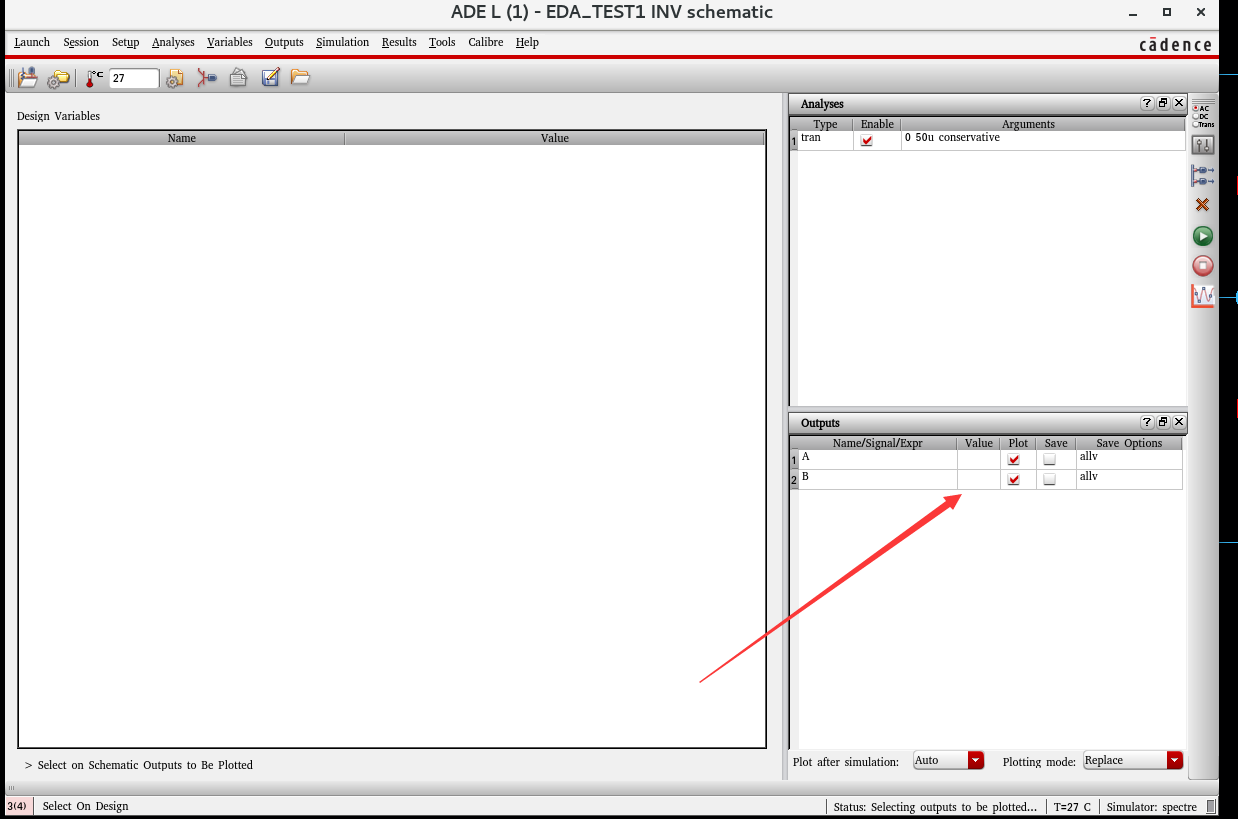 ADE L (1) - EDA_TEST1 INV schematic
Launch Session Setup Analyses Variables Outputs Simulation Results Tools Calibre Help
cādence
°C 27
Design Variables
Name Value
Analyses
Type Enable Arguments
1 tran 0 50u conservative
AC
DC
Trans
Outputs
Name/Signal/Expr Value Plot Save Save Options
1 A allv
2 B allv
> Select on Schematic Outputs to Be Plotted
Plot after simulation: Auto Plotting mode: Replace
3(4) Select On Design Status: Selecting outputs to be plotted... T=27 C Simulator: spectre